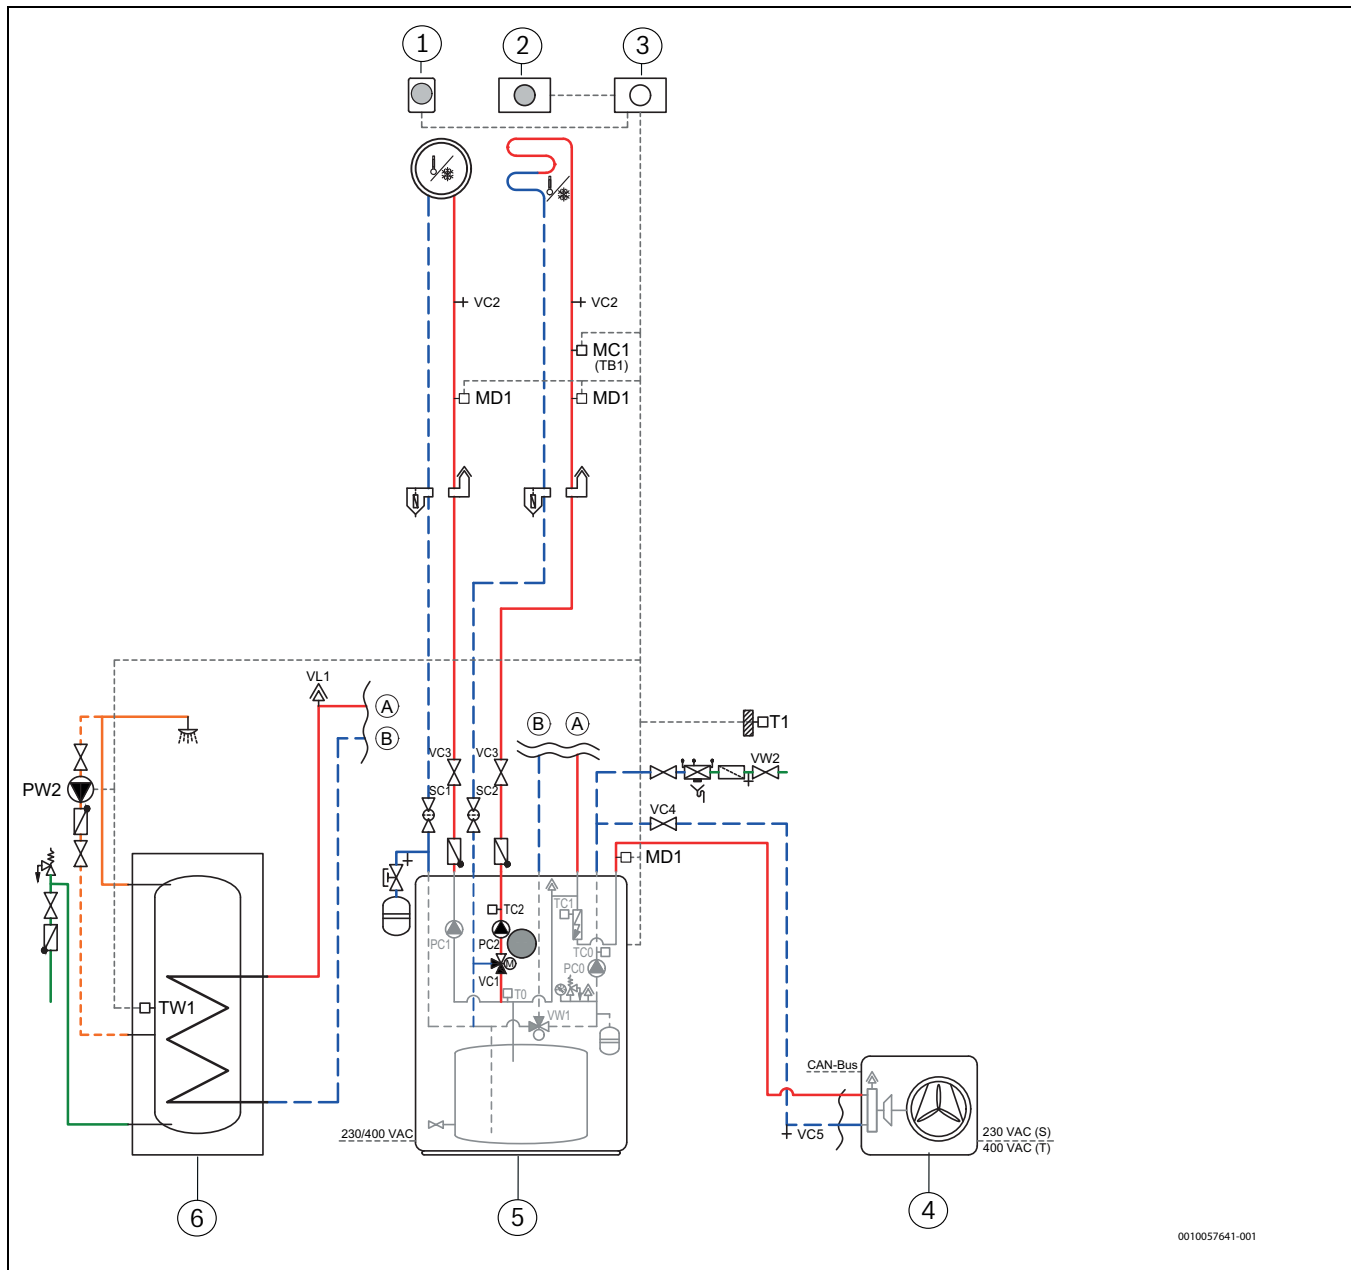 1
2
3
VC2
VC2
MC1
(TB1)
MD1
MD1
VL1
A
B
B
A
T1
VC3
VC3
VW2
PW2
SC1
SC2
VC4
MD1
TC1
TC2
PC1
PC2
TC0
PC0
M
VC1
T0
TW1
VW1
CAN-Bus
230/400 VAC
VC5
230 VAC (S)
400 VAC (T)
6
5
4
0010057641-001